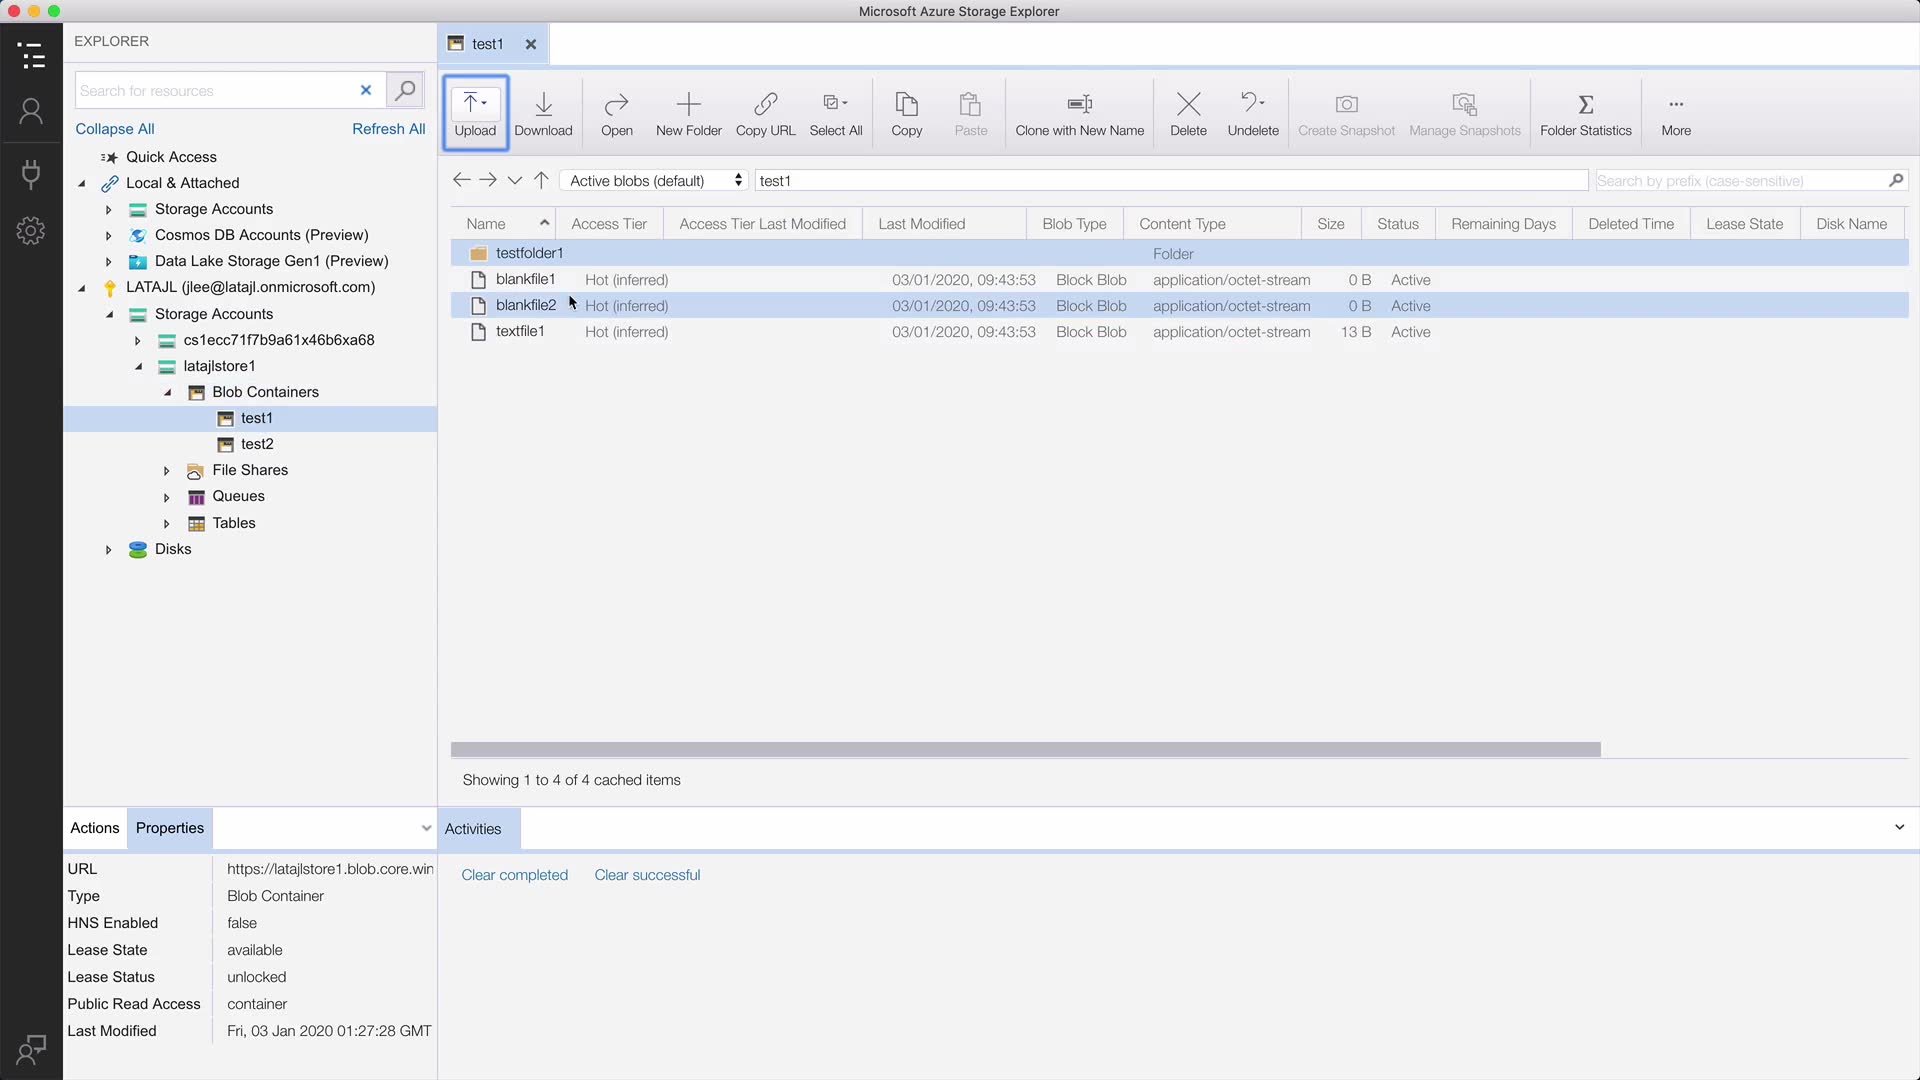 Microsoft Azure Storage Explorer
EXPLORER
Search for resources
Collapse All
Refresh All
Quick Access
Local & Attached
Storage Accounts
Cosmos DB Accounts (Preview)
Data Lake Storage Gen1 (Preview)
LATAJL (jlee@latajl.onmicrosoft.com)
Storage Accounts
cs1ecc71f7b9a61x46b6xa68
latajlstore1
Blob Containers
test1
test2
File Shares
Queues
Tables
Disks
Actions Properties
URL https://latajlstore1.blob.core.win
Type Blob Container
HNS Enabled false
Lease State available
Lease Status unlocked
Public Read Access container
Last Modified Fri, 03 Jan 2020 01:27:28 GMT
test1
Upload Download Open New Folder Copy URL Select All Copy Paste Clone with New Name Delete Undelete Create Snapshot Manage Snapshots Folder Statistics More
Active blobs (default) test1 Search by prefix (case-sensitive)
Name Access Tier Access Tier Last Modified Last Modified Blob Type Content Type Size Status Remaining Days Deleted Time Lease State Disk Name
testfolder1 Folder
blankfile1 Hot (inferred) 03/01/2020, 09:43:53 Block Blob application/octet-stream 0 B Active
blankfile2 Hot (inferred) 03/01/2020, 09:43:53 Block Blob application/octet-stream 0 B Active
textfile1 Hot (inferred) 03/01/2020, 09:43:53 Block Blob application/octet-stream 13 B Active
Showing 1 to 4 of 4 cached items
Activities
Clear completed Clear successful